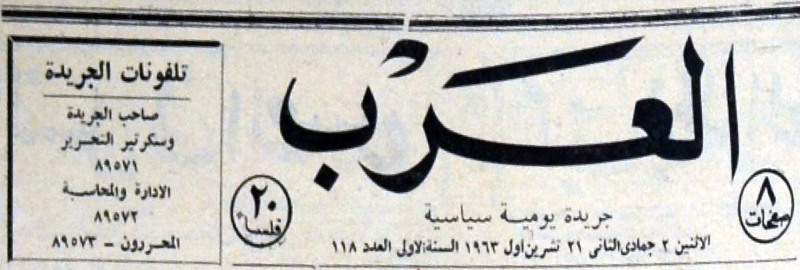 العرب
٨
صفحات
٢٠
فلسا
جريدة يومية سياسية
الاثنين ٢ جمادى الثانى ٢١ تشرين اول ١٩٦٣ السنة الاولى العدد ١١٨
تلفونات الجريدة
صاحب الجريدة
وسكرتير التحرير
٨٩٥٧١
الادارة والمحاسبة
٨٩٥٧٢
المحررون - ٨٩٥٧٣